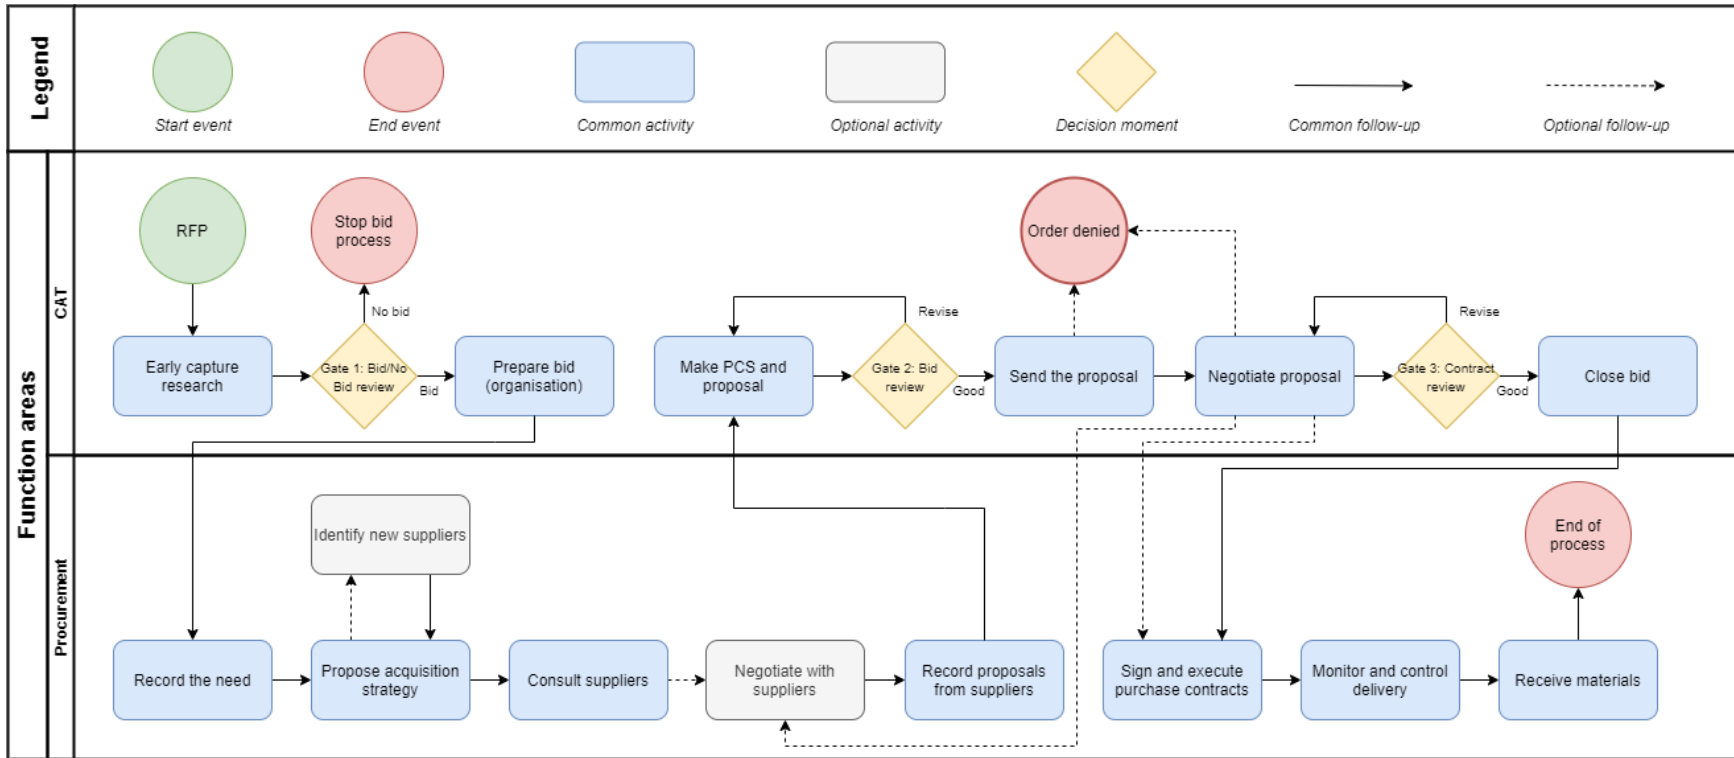 Legend
Start event
End event
Common activity
Optional activity
Decision moment
Common follow-up
Optional follow-up
Function areas
CAT
RFP
Stop bid
process
Order denied
No bid
Revise
Revise
Early capture
research
Gate 1: Bid/No
Bid review
Bid
Prepare bid
(organisation)
Make PCS and
proposal
Gate 2: Bid
review
Good
Send the proposal
Negotiate proposal
Gate 3: Contract
review
Good
Close bid
Procurement
Identify new suppliers
End of
process
Record the need
Propose acquisition
strategy
Consult suppliers
Negotiate with
suppliers
Record proposals
from suppliers
Sign and execute
purchase contracts
Monitor and control
delivery
Receive materials